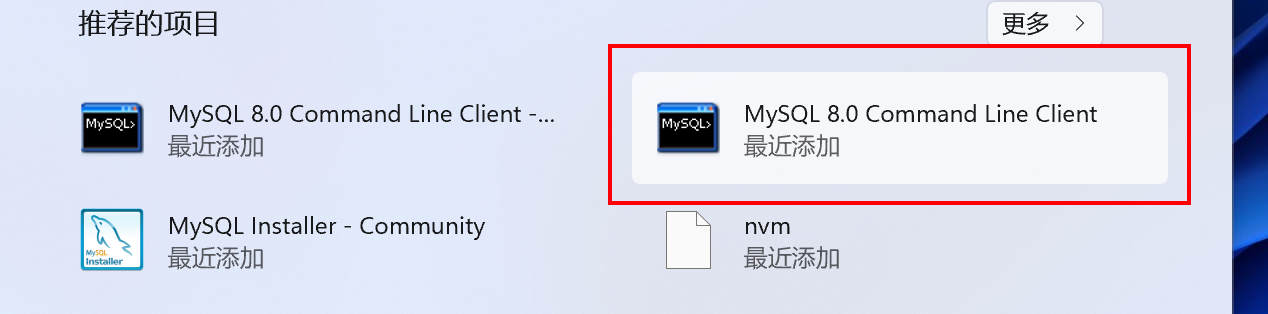 推荐的项目
更多
MySQL 8.0 Command Line Client -...
最近添加
MySQL 8.0 Command Line Client
最近添加
MySQL>
MySQL>
MySQL Installer - Community
最近添加
nvm
最近添加
MySQL
Installer